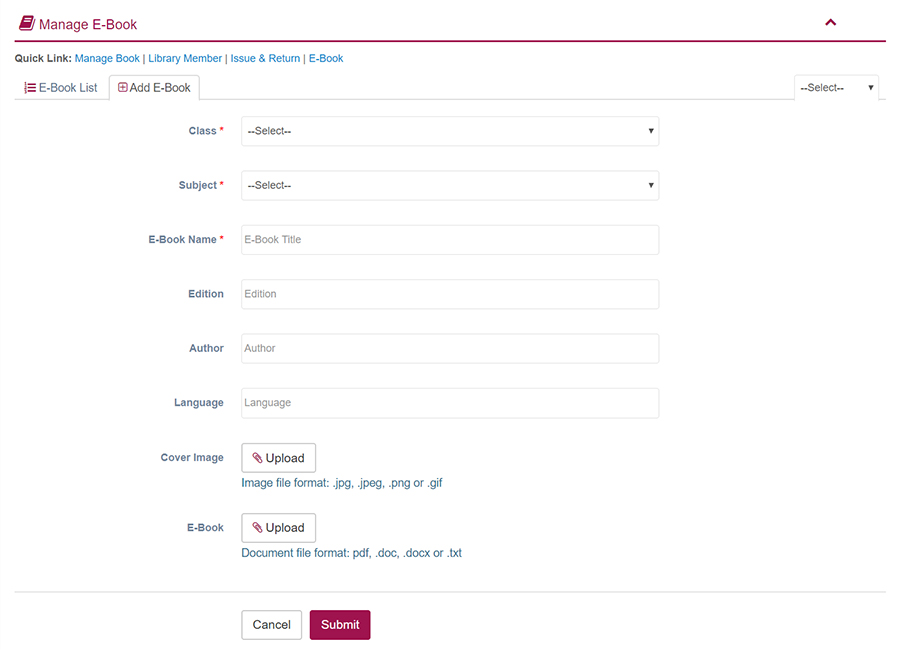 Manage E-Book
Quick Link: Manage Book | Library Member | Issue & Return | E-Book
E-Book List Add E-Book --Select--
Class * --Select--
Subject * --Select--
E-Book Name * E-Book Title
Edition Edition
Author Author
Language Language
Cover Image Upload
Image file format: .jpg, .jpeg, .png or .gif
E-Book Upload
Document file format: pdf, .doc, .docx or .txt
Cancel Submit